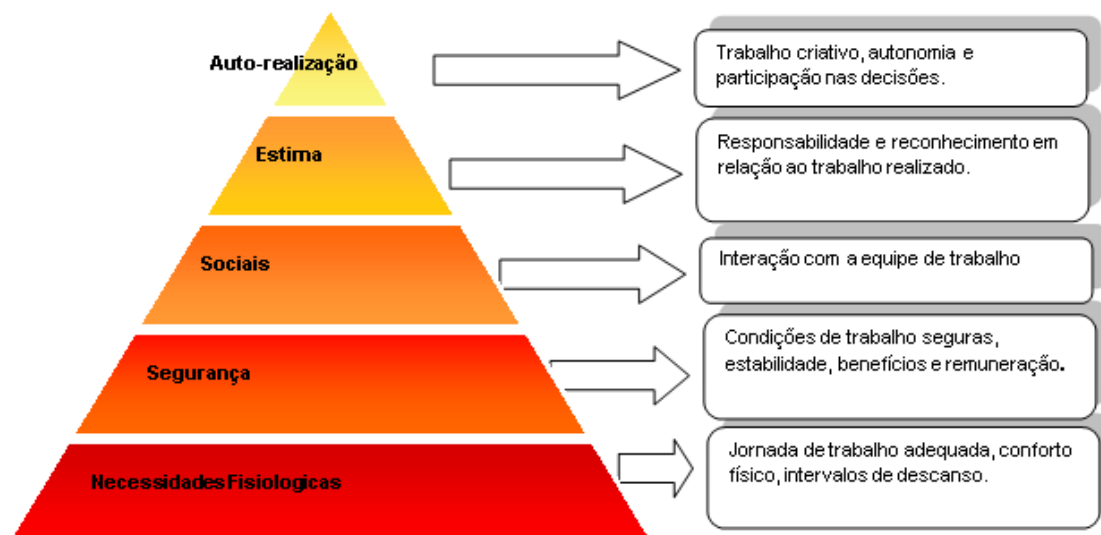 Auto-realização
Trabalho criativo, autonomia e
participação nas decisões.
Estima
Responsabilidade e reconhecimento em
relação ao trabalho realizado.
Sociais
Interação com a equipe de trabalho
Segurança
Condições de trabalho seguras,
estabilidade, benefícios e remuneração.
Necessidades Fisiologicas
Jornada de trabalho adequada, conforto
físico, intervalos de descanso.